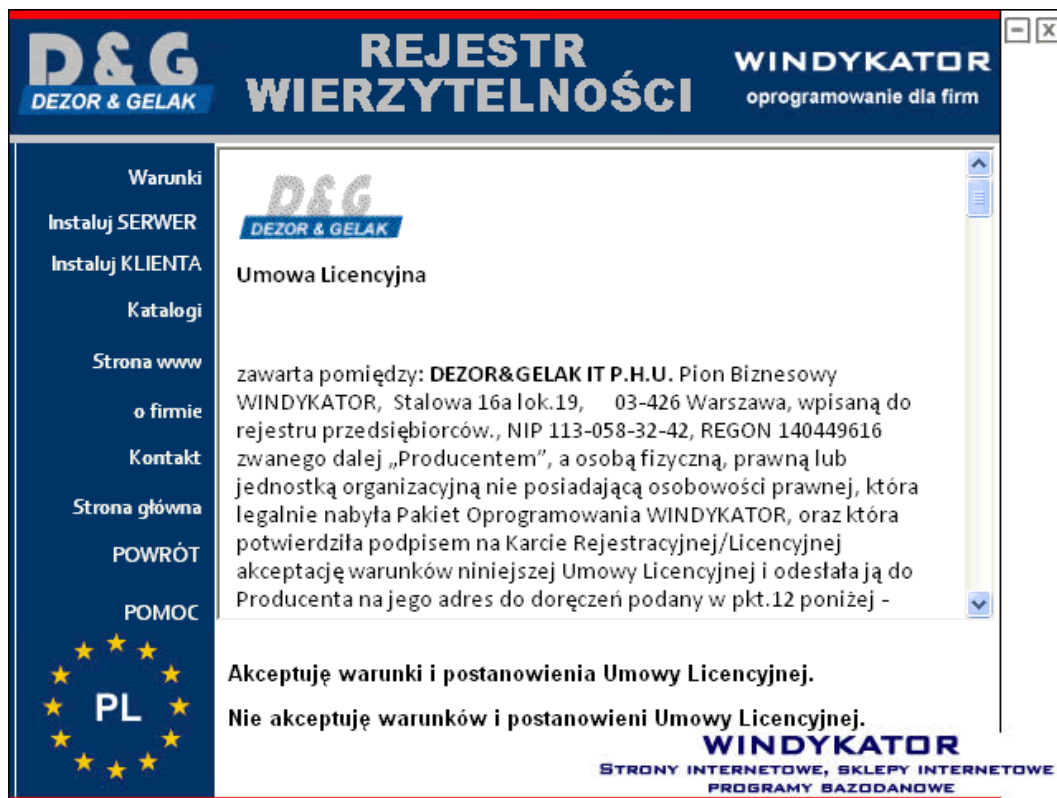 D&G
DEZOR & GELAK
REJESTR
WIERZYTELNOŚCI
WINDYKATOR
oprogramowanie dla firm
Warunki
Instaluj SERWER
Instaluj KLIENTA
Katalogi
Strona www
o firmie
Kontakt
Strona główna
POWRÓT
POMOC
PL
D&G
DEZOR & GELAK
Umowa Licencyjna
zawarta pomiędzy: DEZOR&GELAK IT P.H.U. Pion Biznesowy
WINDYKATOR, Stalowa 16a lok.19, 03-426 Warszawa, wpisaną do
rejestru przedsiębiorców., NIP 113-058-32-42, REGON 140449616
zwanego dalej „Producentem”, a osobą fizyczną, prawną lub
jednostką organizacyjną nie posiadającą osobowości prawnej, która
legalnie nabyła Pakiet Oprogramowania WINDYKATOR, oraz która
potwierdziła podpisem na Karcie Rejestracyjnej/Licencyjnej
akceptację warunków niniejszej Umowy Licencyjnej i odesłała ją do
Producenta na jego adres do doręczeń podany w pkt.12 poniżej -
Akceptuję warunki i postanowienia Umowy Licencyjnej.
Nie akceptuję warunków i postanowieni Umowy Licencyjnej.
WINDYKATOR
STRONY INTERNETOWE, SKLEPY INTERNETOWE
PROGRAMY BAZODANOWE